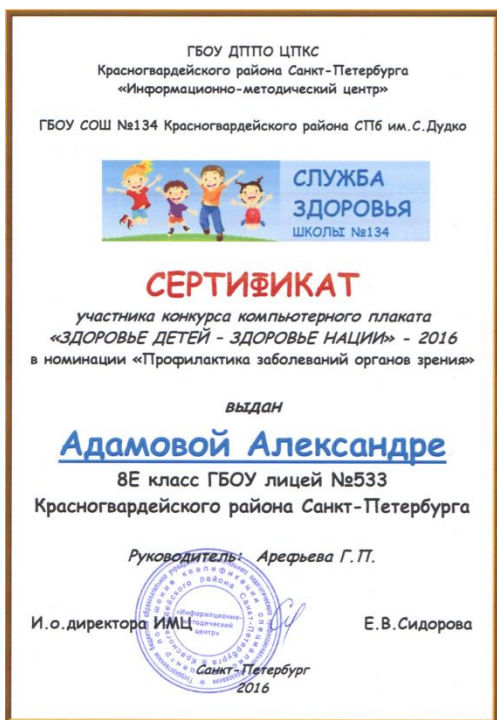 ГБОУ ДППО ЦПКС
Красногвардейского района Санкт-Петербурга
«Информационно-методический центр»
ГБОУ СОШ №134 Красногвардейского района СПб им.С.Дудко
СЛУЖБА
ЗДОРОВЬЯ
ШКОЛЫ №134
СЕРТИФИКАТ
участника конкурса компьютерного плаката
«ЗДОРОВЬЕ ДЕТЕЙ – ЗДОРОВЬЕ НАЦИИ» - 2016
в номинации «Профилактика заболеваний органов зрения»
выдан
Адамовой Александре
8Е класс ГБОУ лицей №533
Красногвардейского района Санкт-Петербурга
Руководитель: Арефьева Г.П.
«Информационно-
методический
центр»
И.о.директора ИМЦ
Е.В.Сидорова
Санкт-Петербург
2016